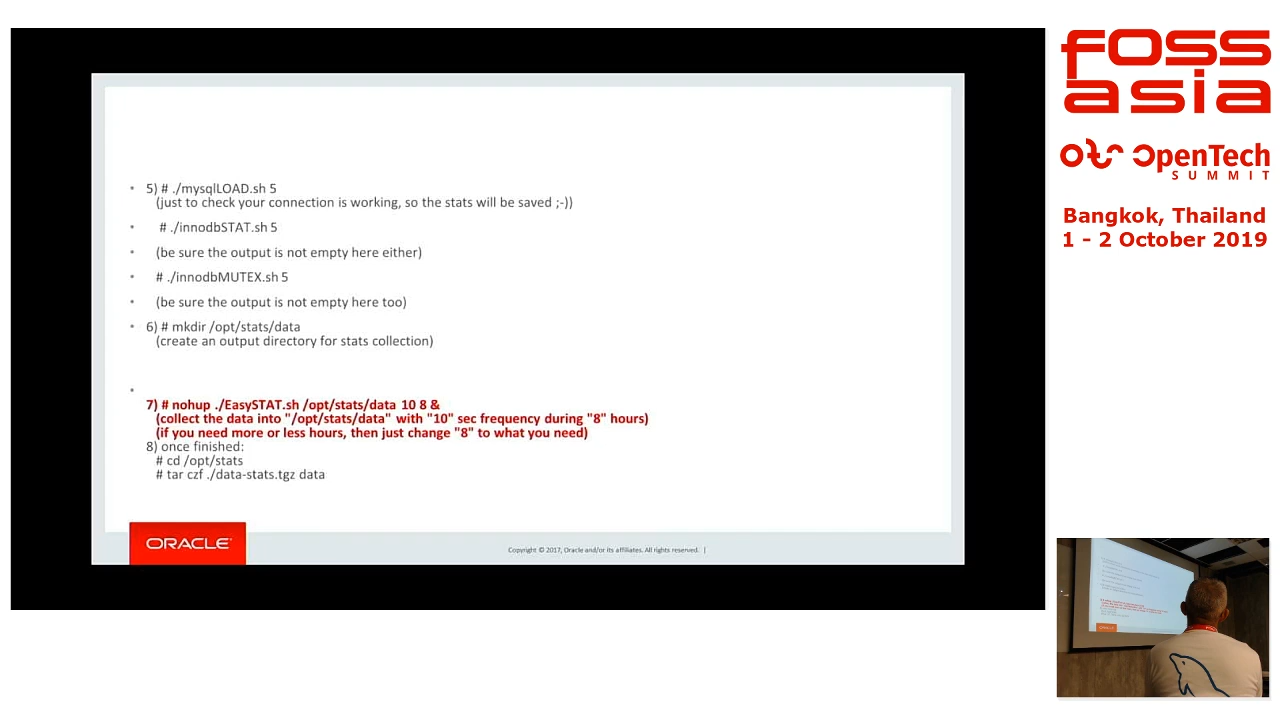 5) # ./mysqlLOAD.sh 5
(just to check your connection is working, so the stats will be saved ;-))
# ./innodbSTAT.sh 5
(be sure the output is not empty here either)
# ./innodbMUTEX.sh 5
(be sure the output is not empty here too)
6) # mkdir /opt/stats/data
(create an output directory for stats collection)
7) # nohup ./EasySTAT.sh /opt/stats/data 10 8 &
(collect the data into "/opt/stats/data" with "10" sec frequency during "8" hours)
(if you need more or less hours, then just change "8" to what you need)
8) once finished:
# cd /opt/stats
# tar czf ./data-stats.tgz data
ORACLE
Copyright © 2017, Oracle and/or its affiliates. All rights reserved. |
FOSS
asia
OpenTech
SUMMIT
Bangkok, Thailand
1 - 2 October 2019